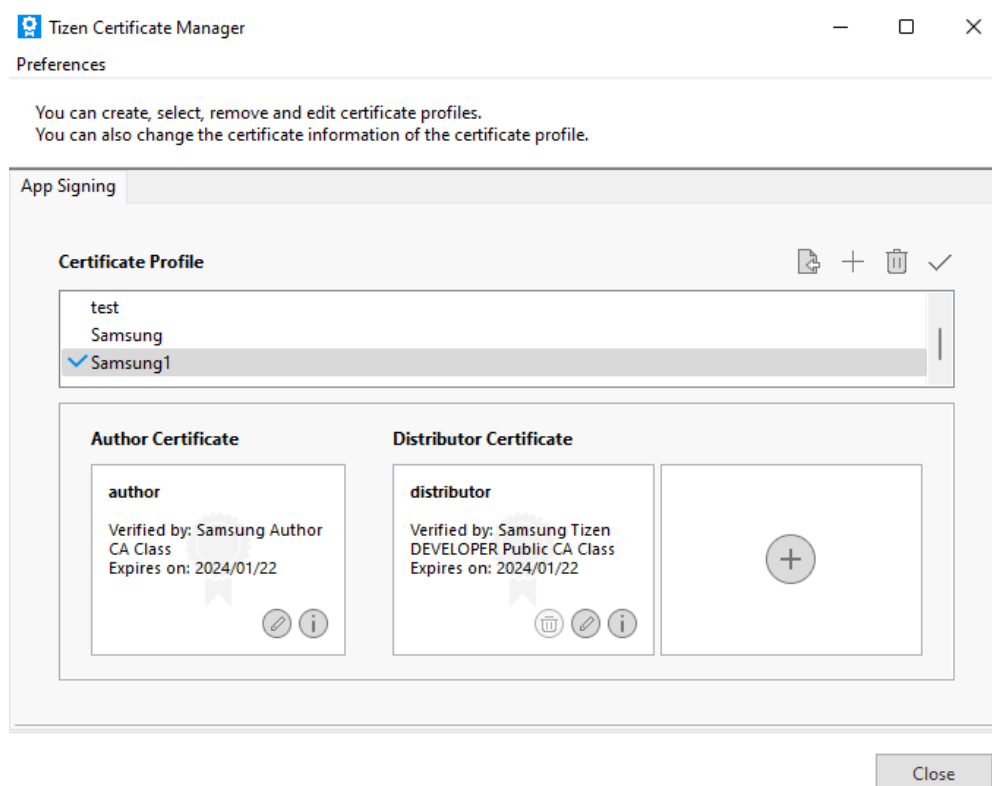 Tizen Certificate Manager
Preferences
You can create, select, remove and edit certificate profiles.
You can also change the certificate information of the certificate profile.
App Signing
Certificate Profile
test
Samsung
Samsung1
Author Certificate
Distributor Certificate
author
Verified by: Samsung Author
CA Class
Expires on: 2024/01/22
distributor
Verified by: Samsung Tizen
DEVELOPER Public CA Class
Expires on: 2024/01/22
Close